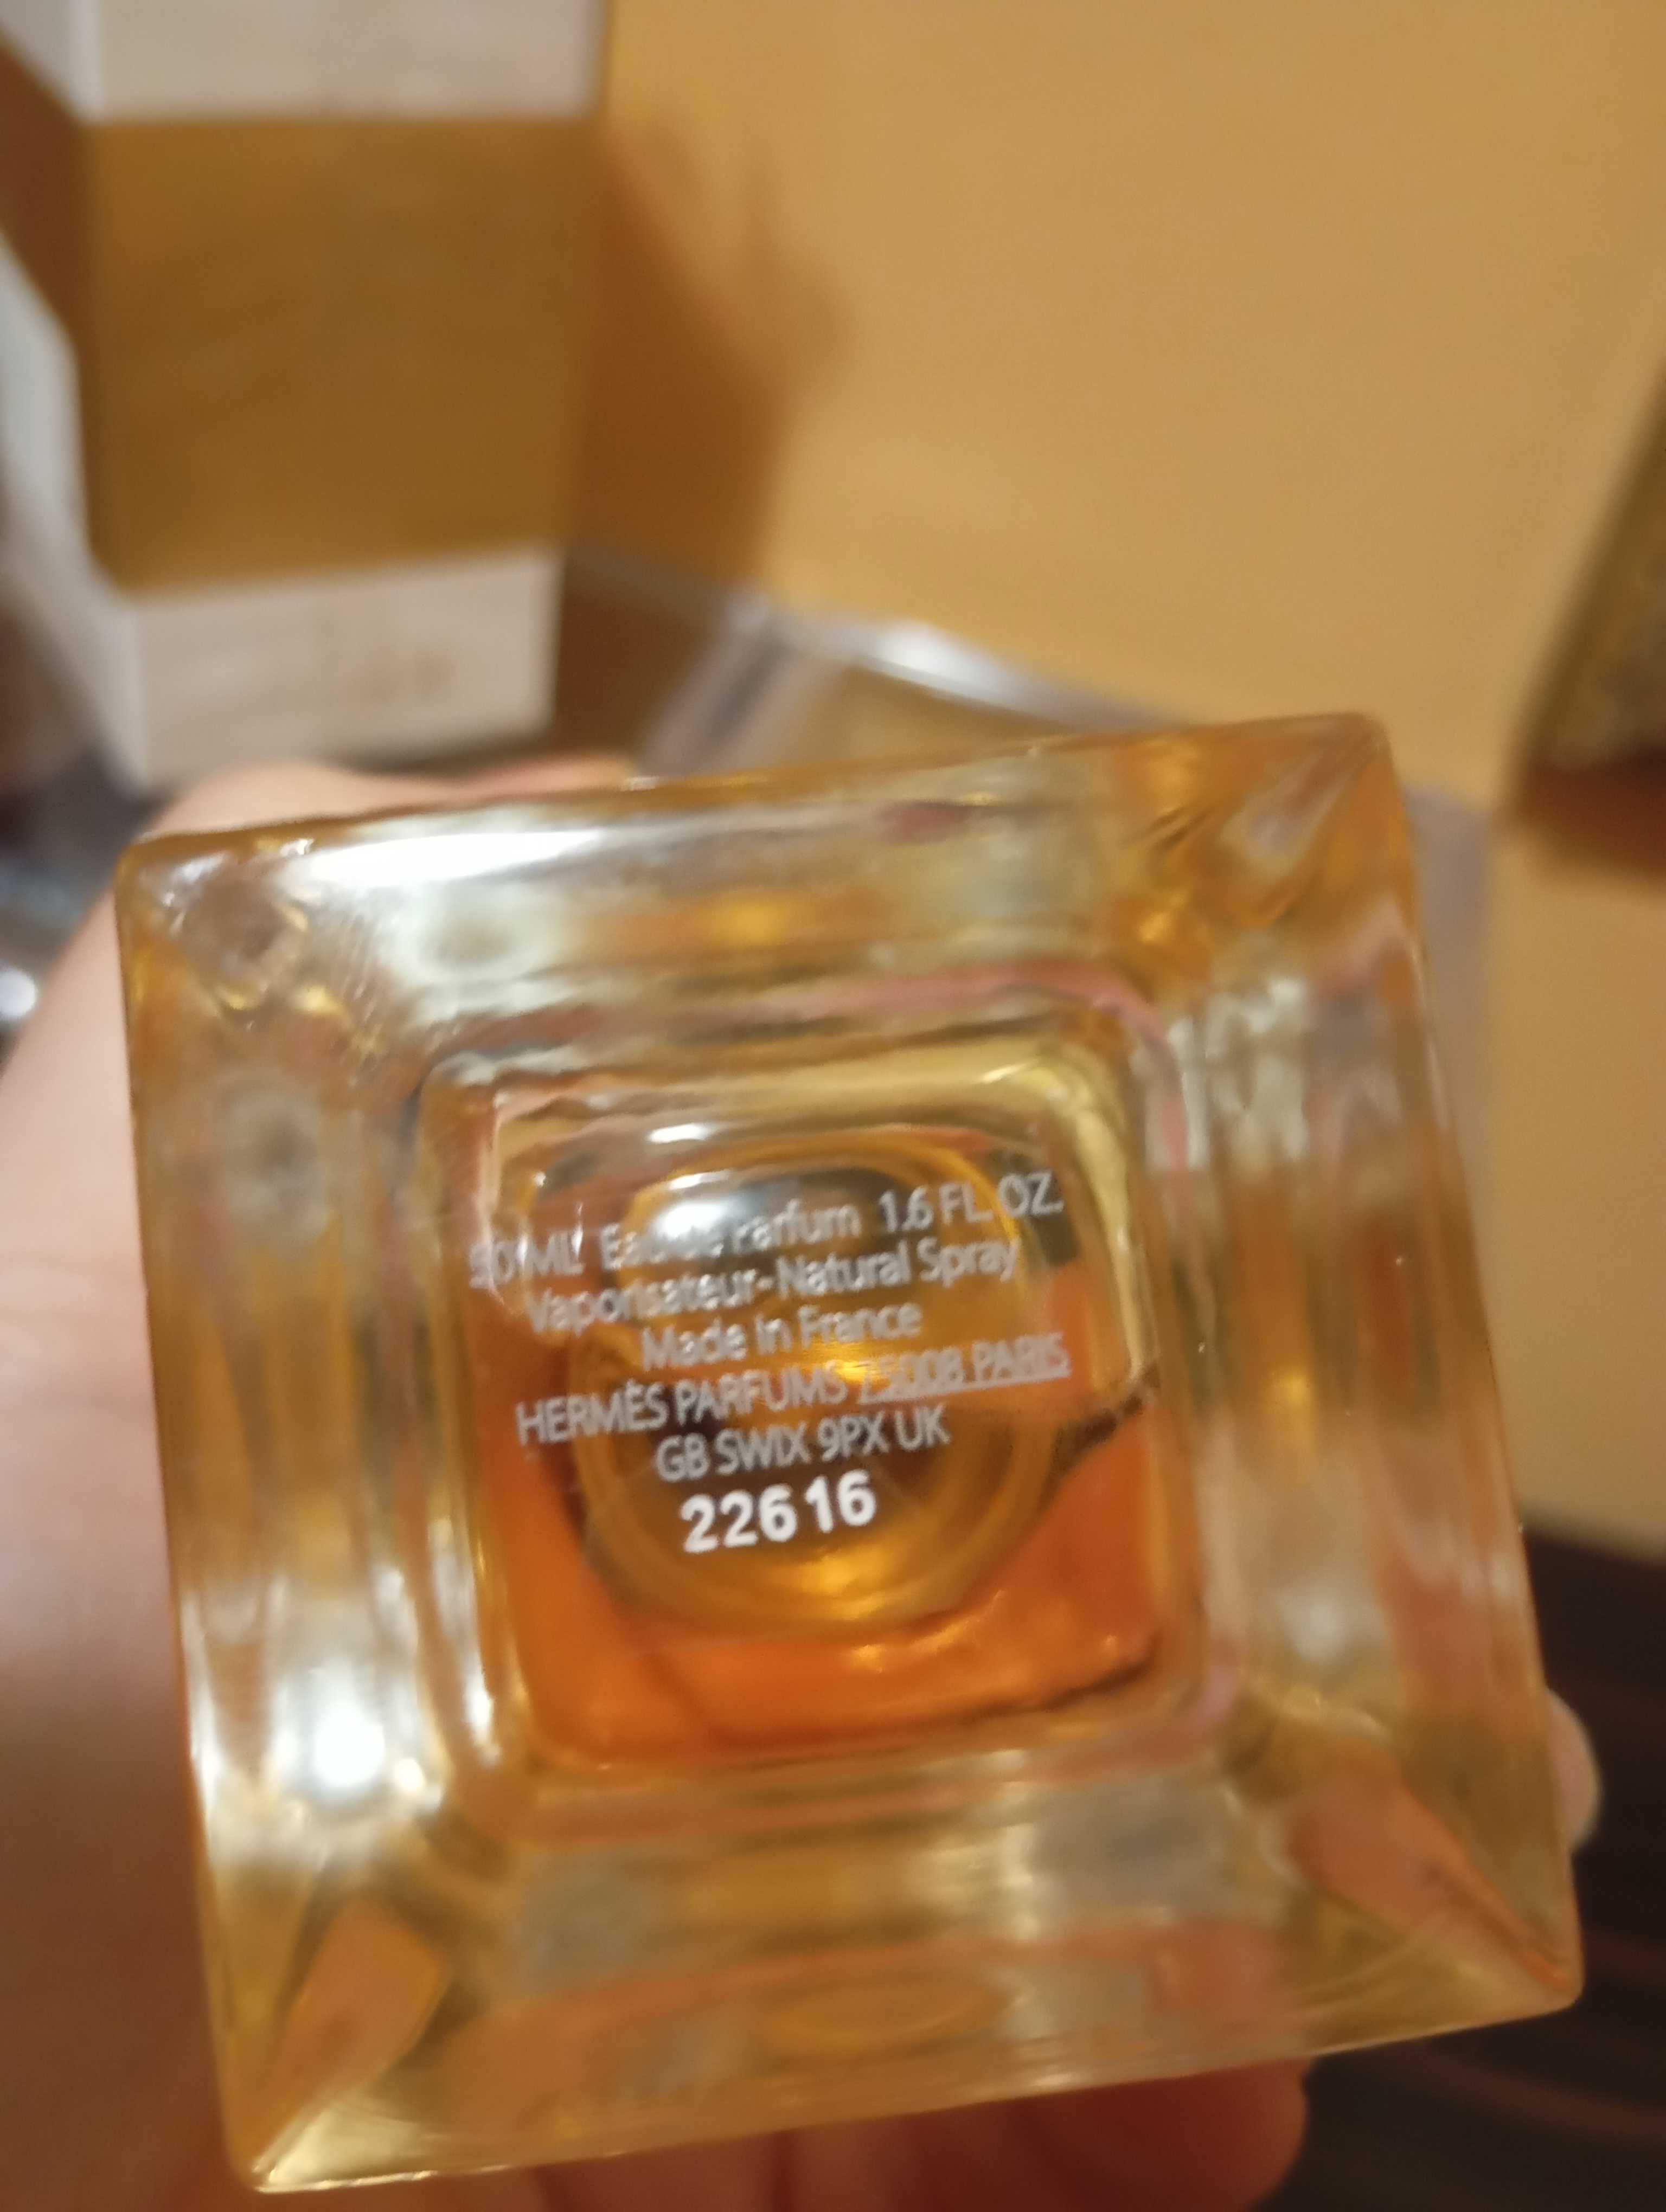 50 ML Eau de Parfum 1.6 FL. OZ.
Vaporisateur-Natural Spray
Made in France
HERMÈS PARFUMS 75008 PARIS
GB SW1X 9PX UK
22616